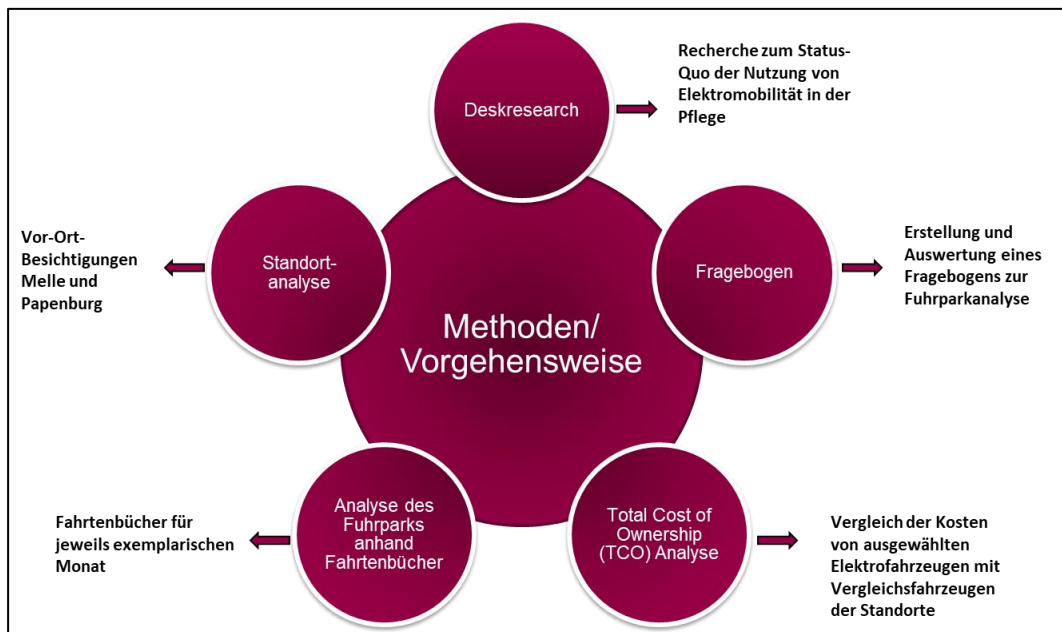 Deskresearch
Recherche zum Status-
Quo der Nutzung von
Elektromobilität in der
Pflege
Fragebogen
Erstellung und
Auswertung eines
Fragebogens zur
Fuhrparkanalyse
Total Cost of
Ownership
(TCO) Analyse
Vergleich der Kosten
von ausgewählten
Elektrofahrzeugen mit
Vergleichsfahrzeugen
der Standorte
Analyse des
Fuhrparks
anhand
Fahrtenbücher
Fahrtenbücher für
jeweils exemplarischen
Monat
Standort-
analyse
Vor-Ort-
Besichtigungen
Melle und
Papenburg
Methoden/
Vorgehensweise